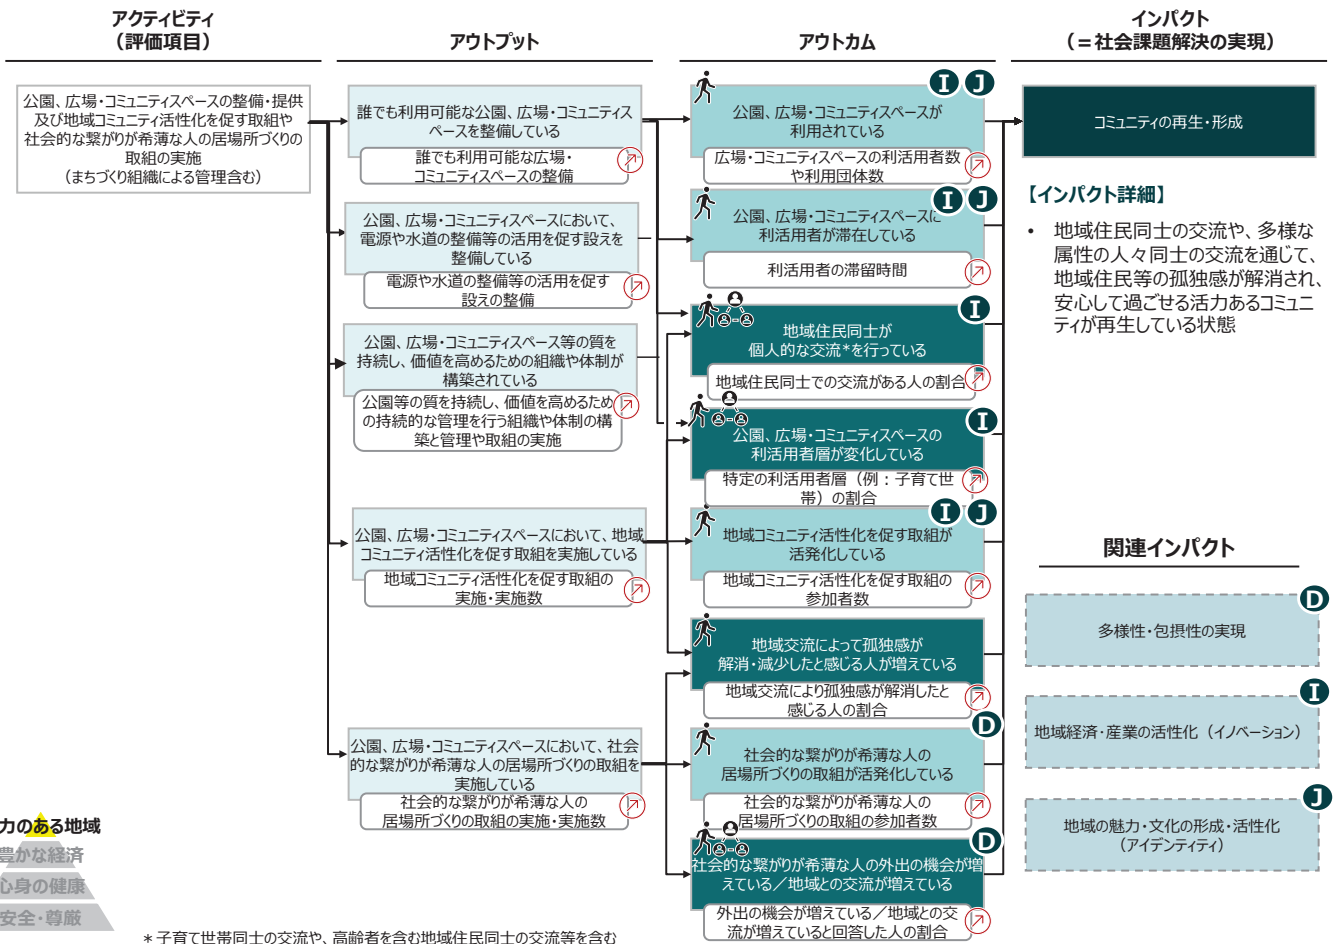 アクティビティ
（評価項目）
アウトプット
アウトカム
インパクト
（＝社会課題解決の実現）
公園、広場・コミュニティスペースの整備・提供
及び地域コミュニティ活性化を促す取組や
社会的な繋がりが希薄な人の居場所づくりの
取組の実施
（まちづくり組織による管理含む）
誰でも利用可能な公園、広場・コミュニティス
ペースを整備している
誰でも利用可能な広場・
コミュニティスペースの整備
公園、広場・コミュニティスペースにおいて、
電源や水道の整備等の活用を促す設えを
整備している
電源や水道の整備等の活用を促す
設えの整備
公園、広場・コミュニティスペース等の質を
持続し、価値を高めるための組織や体制が
構築されている
公園等の質を持続し、価値を高めるため
の持続的な管理を行う組織や体制の構
築と管理や取組の実施
公園、広場・コミュニティスペースにおいて、地域
コミュニティ活性化を促す取組を実施している
地域コミュニティ活性化を促す取組の
実施・実施数
公園、広場・コミュニティスペースにおいて、社会
的な繋がりが希薄な人の居場所づくりの取組を
実施している
社会的な繋がりが希薄な人の
居場所づくりの取組の実施・実施数
I J
公園、広場・コミュニティスペースが
利用されている
広場・コミュニティスペースの利活用者数
や利用団体数
I J
公園、広場・コミュニティスペースに
利活用者が滞在している
利活用者の滞留時間
I
地域住民同士が
個人的な交流*を行っている
地域住民同士での交流がある人の割合
I
公園、広場・コミュニティスペースの
利活用者層が変化している
特定の利活用者層（例：子育て世
帯）の割合
I J
地域コミュニティ活性化を促す取組が
活発化している
地域コミュニティ活性化を促す取組の
参加者数
地域交流によって孤独感が
解消・減少したと感じる人が増えている
地域交流により孤独感が解消したと
感じる人の割合
D
社会的な繋がりが希薄な人の
居場所づくりの取組が活発化している
社会的な繋がりが希薄な人の
居場所づくりの取組の参加者数
D
社会的な繋がりが希薄な人の外出の機会が増
えている／地域との交流が増えている
外出の機会が増えている／地域との交
流が増えていると回答した人の割合
コミュニティの再生・形成
【インパクト詳細】
• 地域住民同士の交流や、多様な
属性の人々同士の交流を通じて、
地域住民等の孤独感が解消され、
安心して過ごせる活力あるコミュニ
ティが再生している状態
関連インパクト
D
多様性・包摂性の実現
I
地域経済・産業の活性化（イノベーション）
J
地域の魅力・文化の形成・活性化
（アイデンティティ）
力のある地域
豊かな経済
心身の健康
安全・尊厳
＊子育て世帯同士の交流や、高齢者を含む地域住民同士の交流等を含む